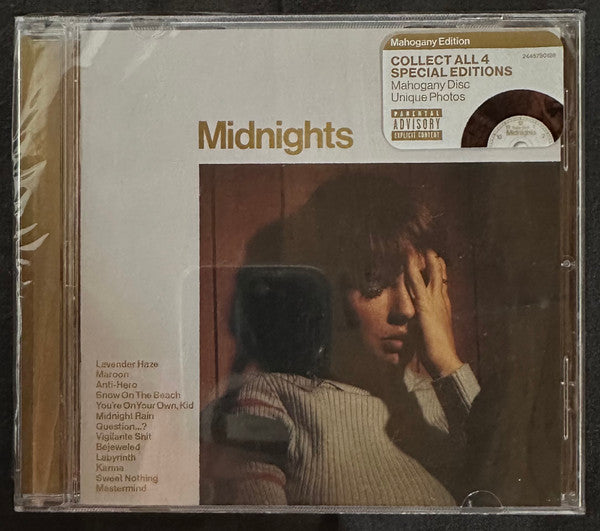 Mahogany Edition
COLLECT ALL 4
SPECIAL EDITIONS
Mahogany Disc
Unique Photos
PARENTAL
ADVISORY
EXPLICIT CONTENT
Midnights
Midnights
Lavender Haze
Maroon
Anti-Hero
Snow On The Beach
You're On Your Own, Kid
Midnight Rain
Question...?
Vigilante Shit
Bejeweled
Labyrinth
Karma
Sweet Nothing
Mastermind